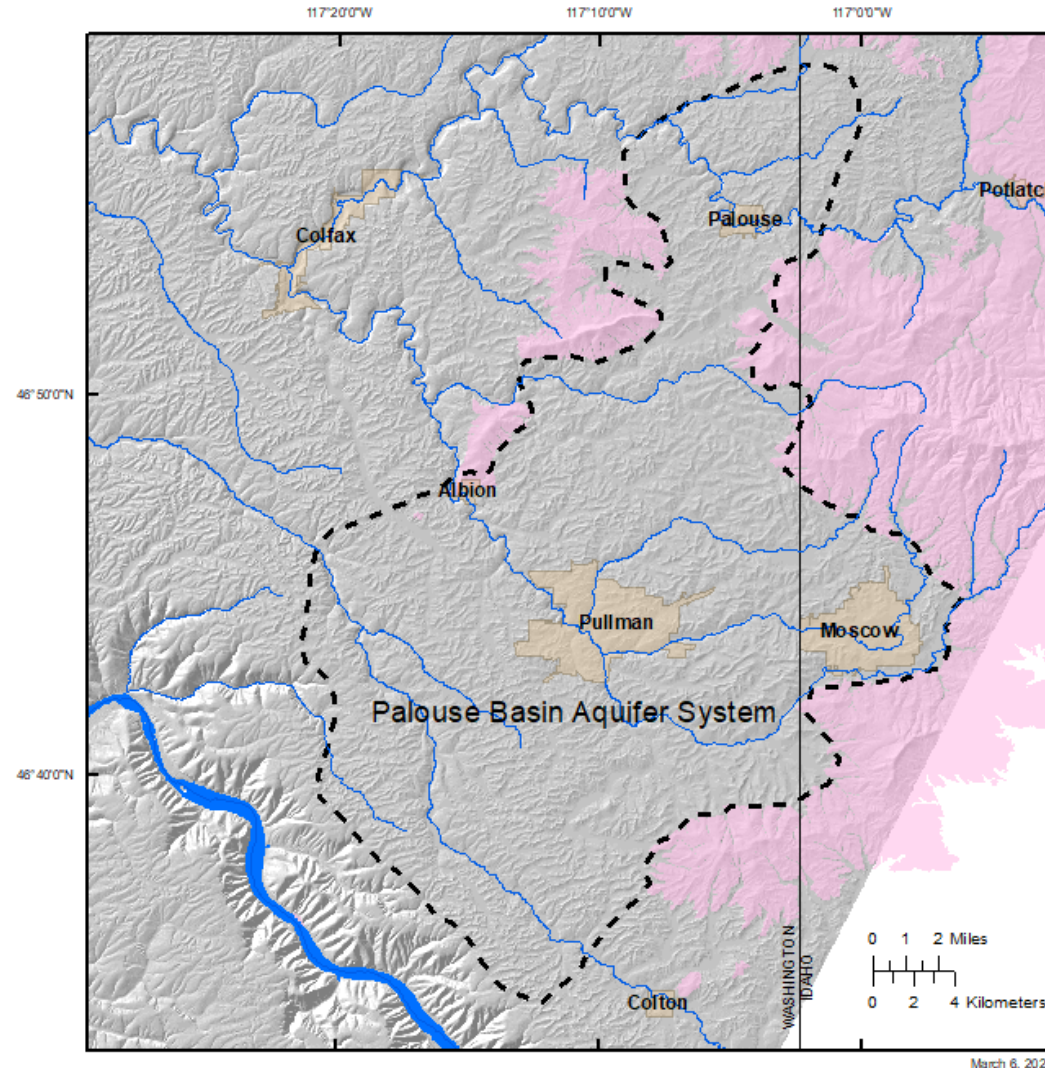 117°20'0"W 117°10'0"W 117°0'0"W
Potlatc
Palouse
Colfax
46°50'0"N
Albion
Pullman
Moscow
Palouse Basin Aquifer System
46°40'0"N
WASHINGTON
IDAHO
0 1 2 Miles
0 2 4 Kilometers
Colton
March 6, 202